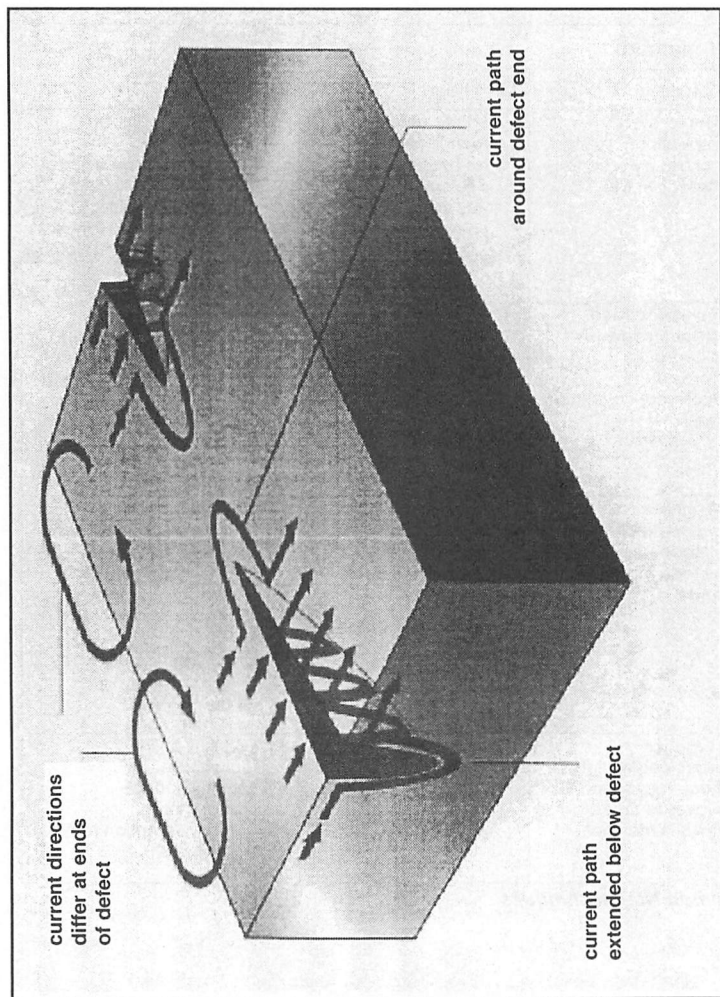 current directions
differ at ends
of defect
current path
extended below defect
current path
around defect end